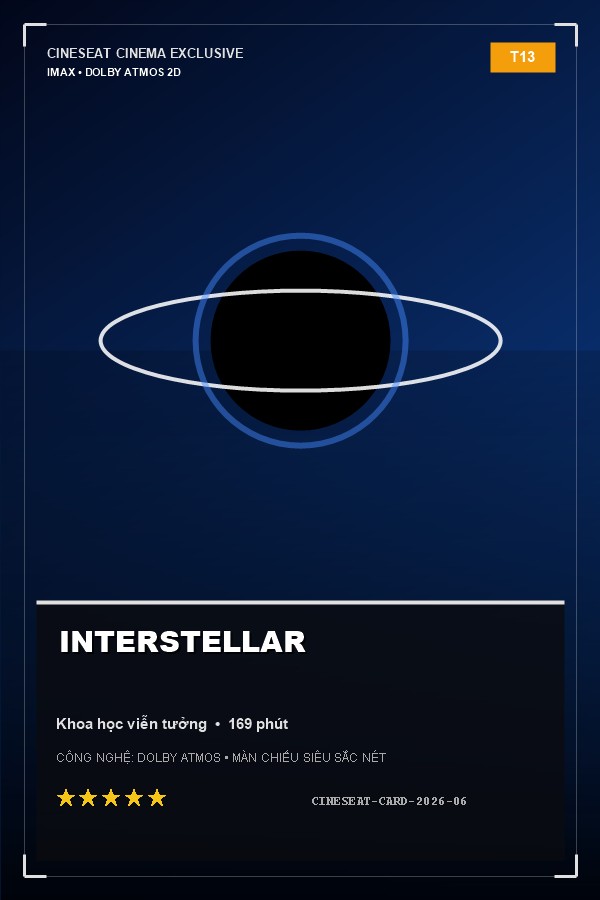 CINESEAT CINEMA EXCLUSIVE
T13
IMAX • DOLBY ATMOS 2D
INTERSTELLAR
Khoa học viễn tưởng • 169 phút
CÔNG NGHỆ: DOLBY ATMOS • MÀN CHIẾU SIÊU SẮC NÉT
CINESEAT-CARD-2026-06